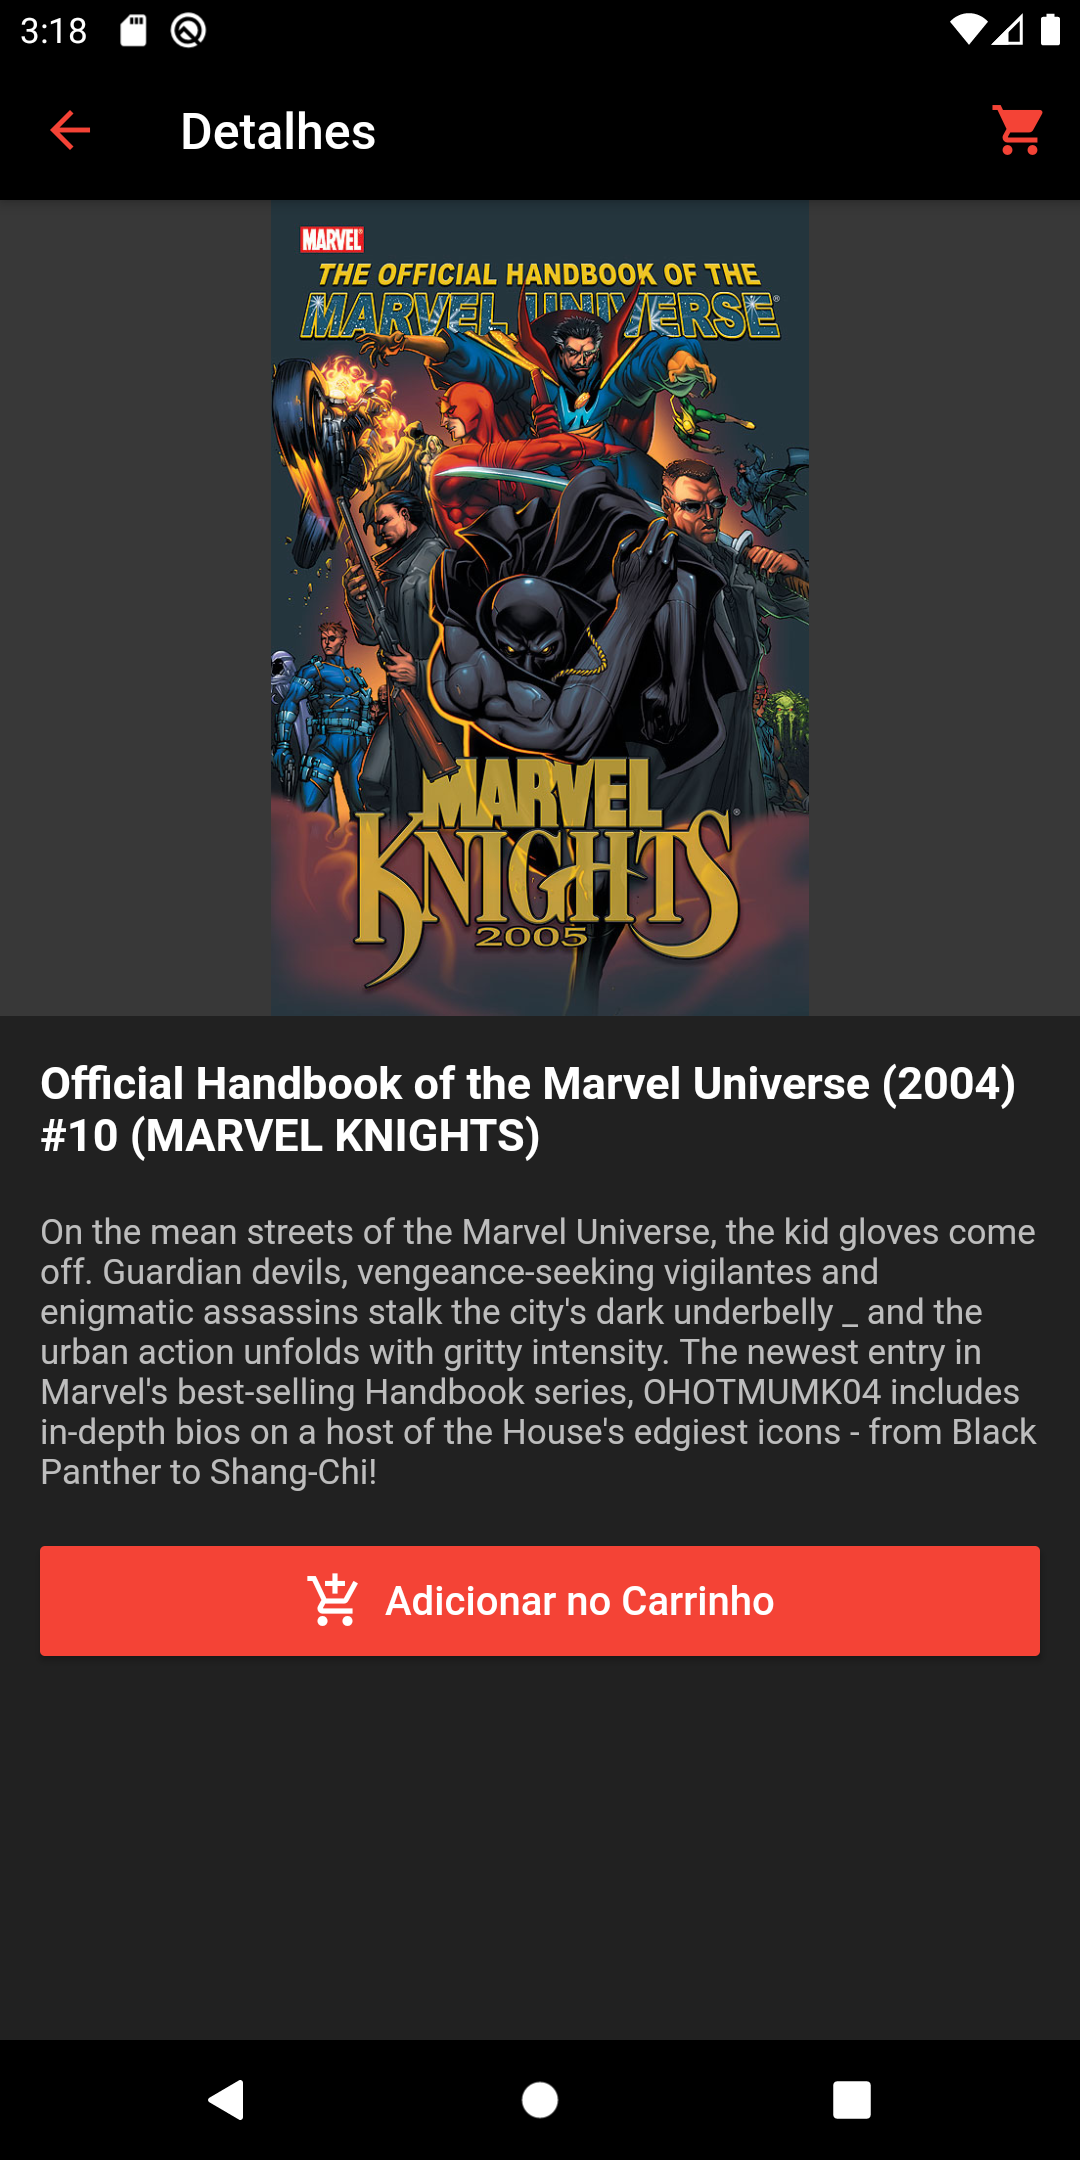 3:18
Detalhes
MARVEL
THE OFFICIAL HANDBOOK OF THE
MARVEL UNIVERSE®
MARVEL
KNIGHTS®
2005
Official Handbook of the Marvel Universe (2004)
#10 (MARVEL KNIGHTS)
On the mean streets of the Marvel Universe, the kid gloves come
off. Guardian devils, vengeance-seeking vigilantes and
enigmatic assassins stalk the city's dark underbelly _ and the
urban action unfolds with gritty intensity. The newest entry in
Marvel's best-selling Handbook series, OHOTMUMK04 includes
in-depth bios on a host of the House's edgiest icons - from Black
Panther to Shang-Chi!
Adicionar no Carrinho